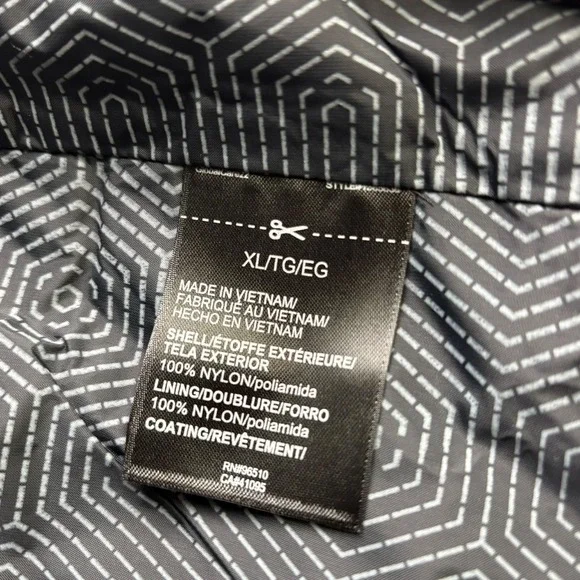 XL/TG/EG
MADE IN VIETNAM/
FABRIQUÉ AU VIETNAM/
HECHO EN VIETNAM
SHELL/ÉTOFFE EXTÉRIEURE/
TELA EXTERIOR
100% NYLON/poliamida
LINING/DOUBLURE/FORRO
100% NYLON/poliamida
COATING/REVÊTEMENT/
RN#96510
CA#41095